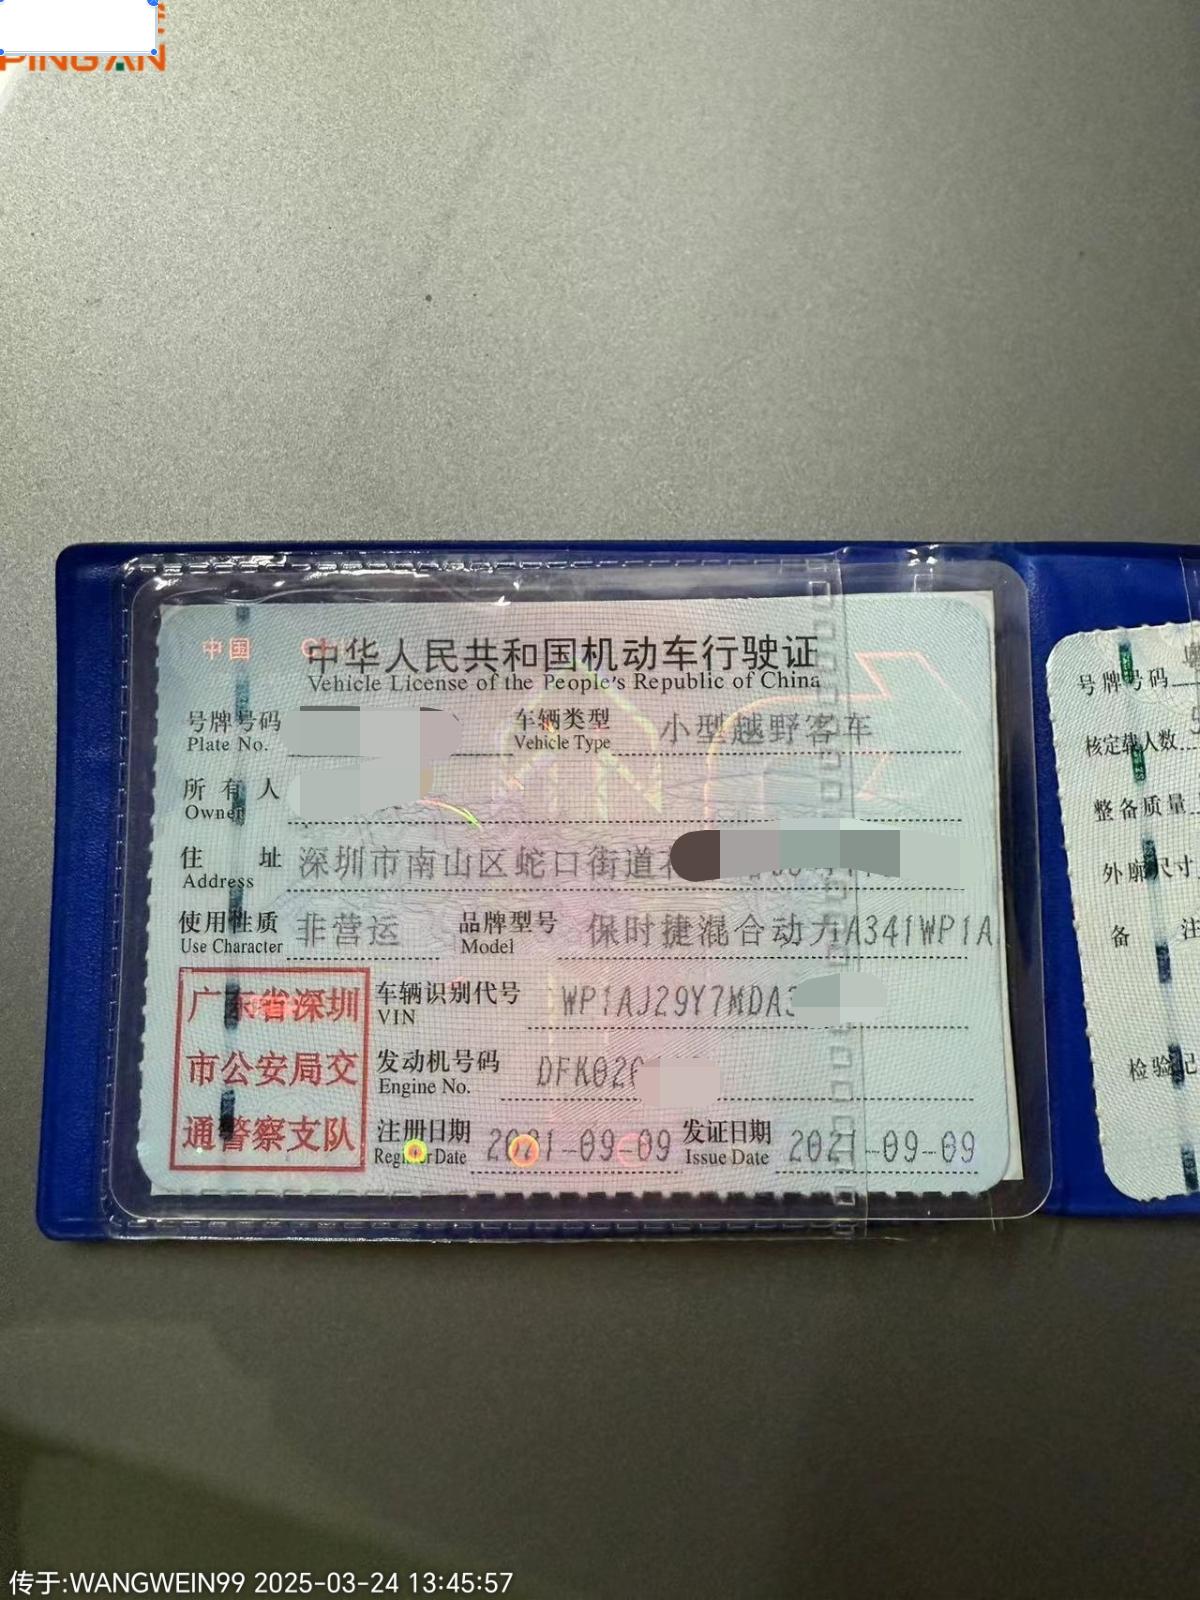 PING AN
中国
中华人民共和国机动车行驶证
Vehicle License of the People's Republic of China
号牌号码
Plate No.
车辆类型 小型越野客车
Vehicle Type
所有人
Owner
住址 深圳市南山区蛇口街道
Address
使用性质 非营运
Use Character
品牌型号 保时捷混合动力A341WP1A
Model
广东省深圳
市公安局交
通警察支队
车辆识别代号 WP1AJ29Y7MDA
VIN
发动机号码 DFK02
Engine No.
注册日期 2021-09-09
Register Date
发证日期 2021-09-09
Issue Date
号牌号码
核定载人数
整备质量
外廓尺寸
备 注
检验记
传于:WANGWEIN99 2025-03-24 13:45:57